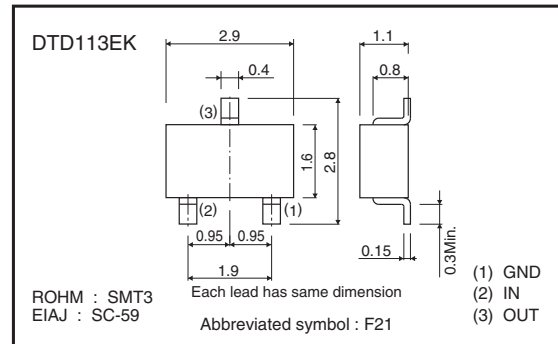 DTD113EK
2.9
1.1
0.4
0.8
(3)
1.6
2.8
(2)
(1)
0.95
0.95
0.15
0.3Min.
1.9
Each lead has same dimension
ROHM : SMT3
EIAJ : SC-59
Abbreviated symbol : F21
(1) GND
(2) IN
(3) OUT